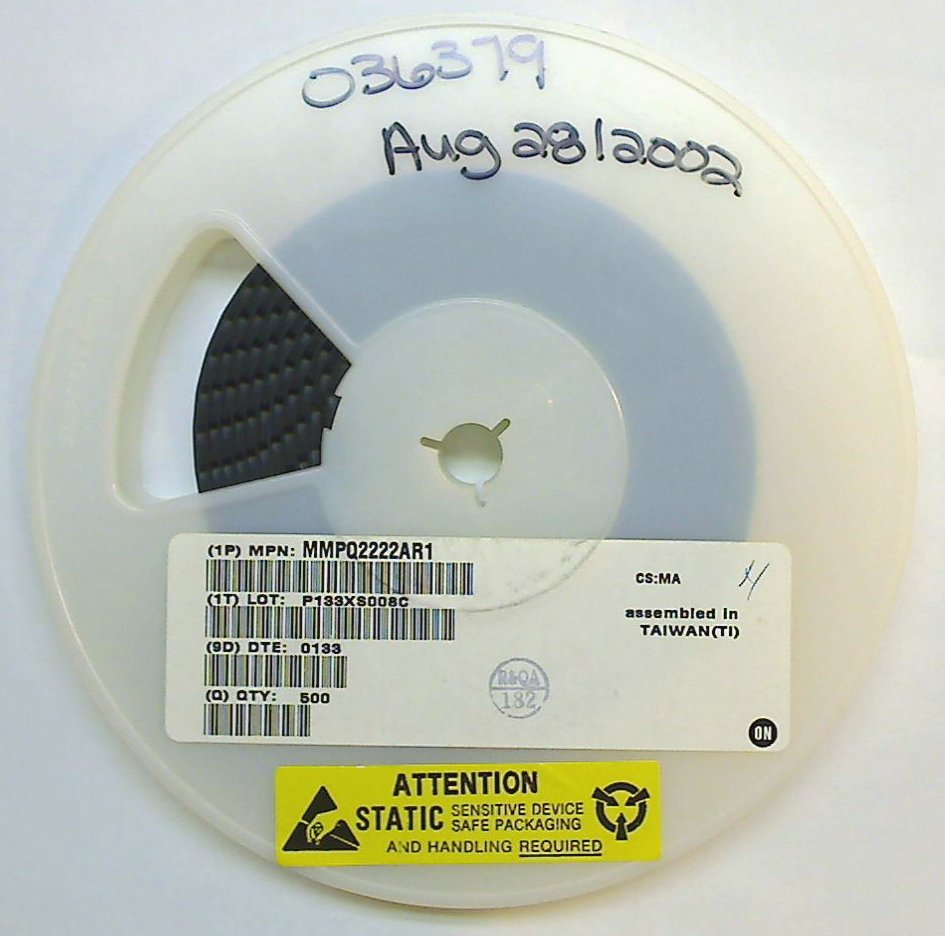 036379
Aug 28/2002
(1P) MPN: MMPQ2222AR1
(1T) LOT: P133XS008C
(9D) DTE: 0133
(Q) QTY: 500
CS:MA
assembled in
TAIWAN(TI)
R&QA
182
ON
ATTENTION
STATIC SENSITIVE DEVICE
SAFE PACKAGING
AND HANDLING REQUIRED